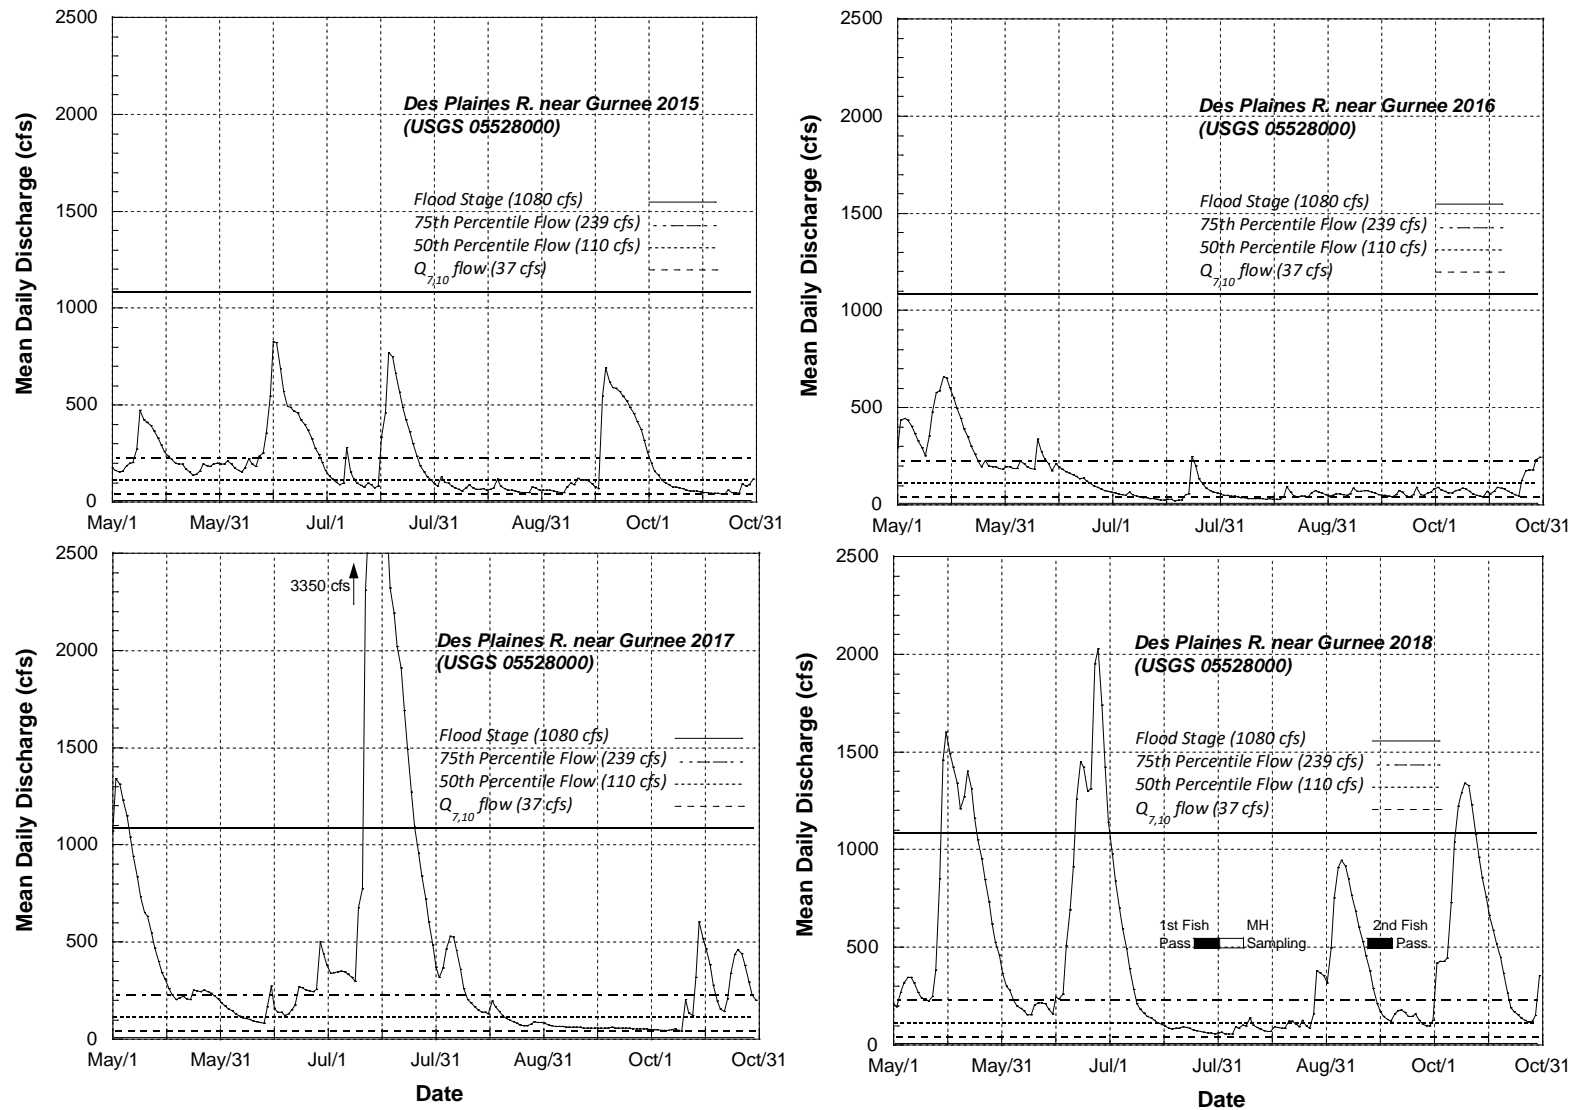 Des Plaines R. near Gurnee 2015
(USGS 05528000)
Flood Stage (1080 cfs)
75th Percentile Flow (239 cfs)
50th Percentile Flow (110 cfs)
Q7,10 flow (37 cfs)
Mean Daily Discharge (cfs)
2500
2000
1500
1000
500
0
May/1 May/31 Jul/1 Jul/31 Aug/31 Oct/1 Oct/31
Des Plaines R. near Gurnee 2016
(USGS 05528000)
Flood Stage (1080 cfs)
75th Percentile Flow (239 cfs)
50th Percentile Flow (110 cfs)
Q7,10 flow (37 cfs)
Mean Daily Discharge (cfs)
2500
2000
1500
1000
500
0
May/1 May/31 Jul/1 Jul/31 Aug/31 Oct/1 Oct/31
3350 cfs
Des Plaines R. near Gurnee 2017
(USGS 05528000)
Flood Stage (1080 cfs)
75th Percentile Flow (239 cfs)
50th Percentile Flow (110 cfs)
Q7,10 flow (37 cfs)
Mean Daily Discharge (cfs)
2500
2000
1500
1000
500
0
May/1 May/31 Jul/1 Jul/31 Aug/31 Oct/1 Oct/31
Date
Des Plaines R. near Gurnee 2018
(USGS 05528000)
Flood Stage (1080 cfs)
75th Percentile Flow (239 cfs)
50th Percentile Flow (110 cfs)
Q7,10 flow (37 cfs)
1st Fish MH 2nd Fish
Pass Sampling Pass
Mean Daily Discharge (cfs)
2500
2000
1500
1000
500
0
May/1 May/31 Jul/1 Jul/31 Aug/31 Oct/1 Oct/31
Date